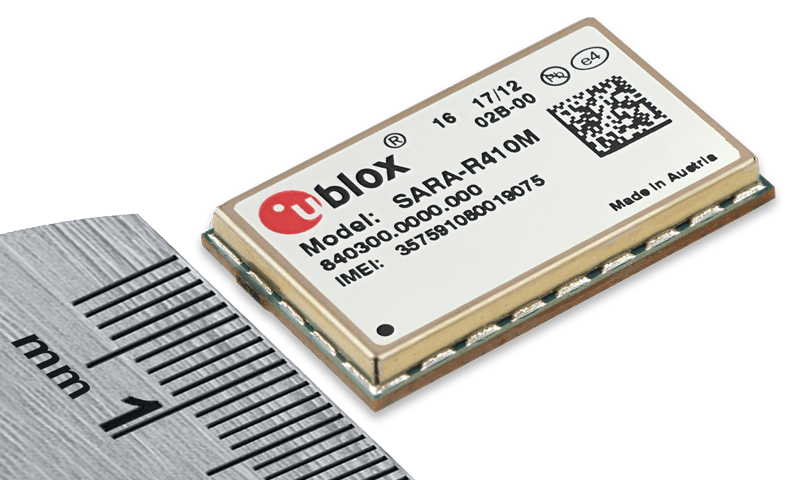 ublox®
16 17/12
02B-00
Pb e4
Model: SARA-R410M
840300.0000.000
IMEI: 357591080019075
Made in Austria
mm 1